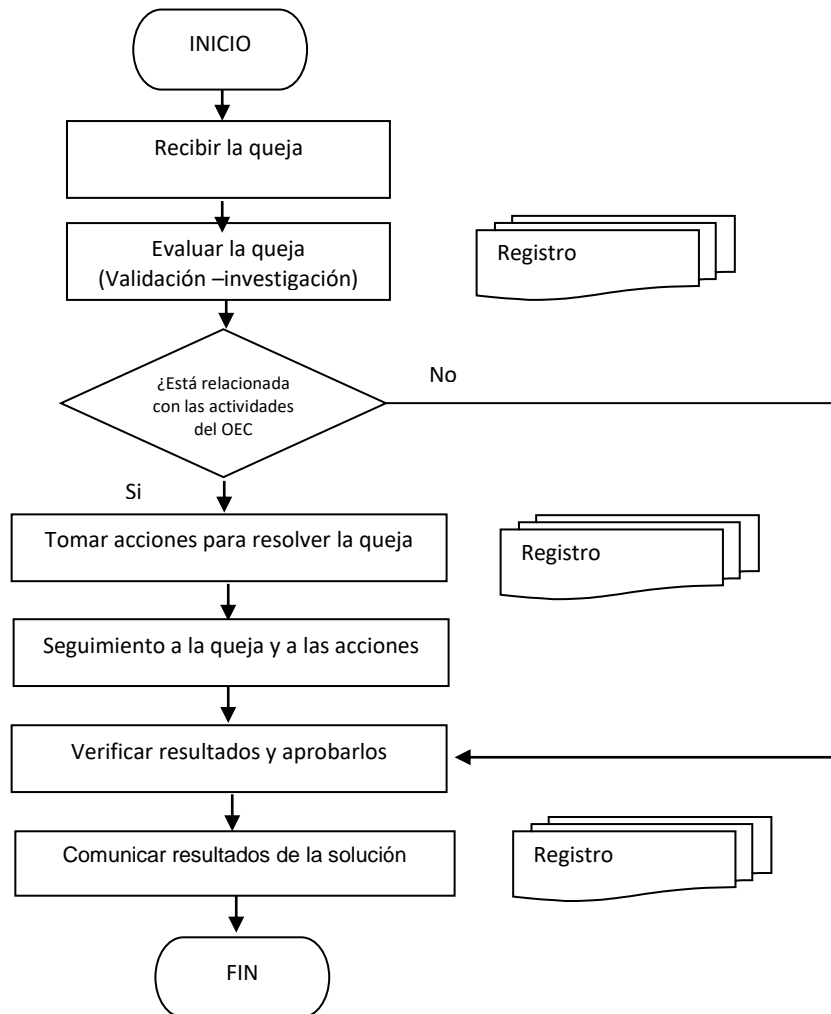 INICIO
Recibir la queja
Evaluar la queja
(Validación –investigación)
Registro
¿Está relacionada
con las actividades
del OEC
No
Si
Tomar acciones para resolver la queja
Registro
Seguimiento a la queja y a las acciones
Verificar resultados y aprobarlos
Comunicar resultados de la solución
Registro
FIN